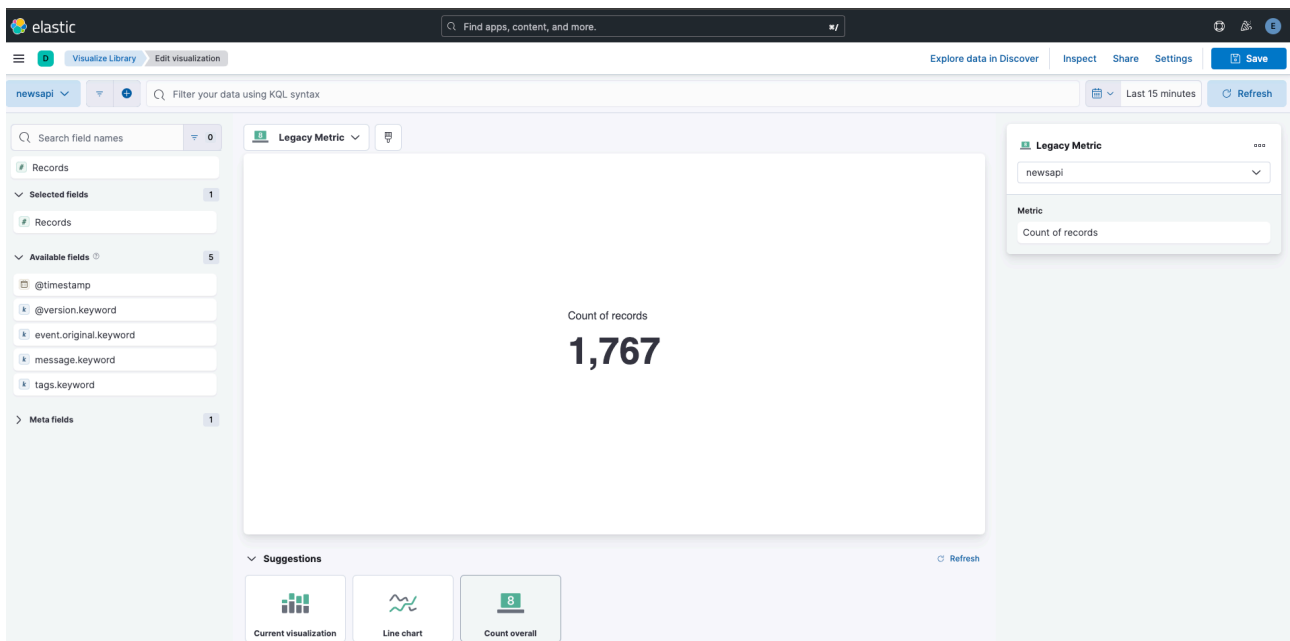 elastic
Find apps, content, and more.
⌘/
E
D
Visualize Library
Edit visualization
Explore data in Discover
Inspect
Share
Settings
Save
newsapi
Filter your data using KQL syntax
Last 15 minutes
Refresh
Search field names
0
Records
Selected fields
1
Records
Available fields
5
@timestamp
@version.keyword
event.original.keyword
message.keyword
tags.keyword
Meta fields
1
8
Legacy Metric
Count of records
1,767
Suggestions
Refresh
Current visualization
Line chart
8
Count overall
8
Legacy Metric
newsapi
Metric
Count of records